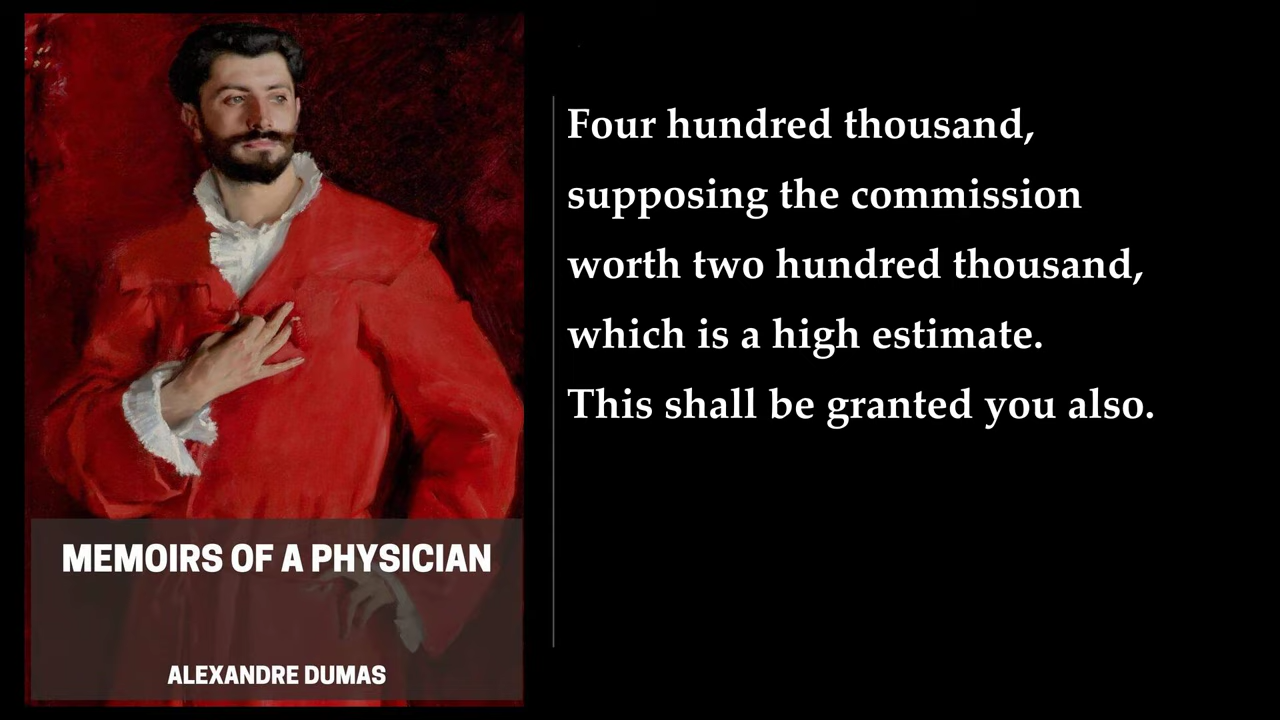 Four hundred thousand,
supposing the commission
worth two hundred thousand,
which is a high estimate.
This shall be granted you also.
MEMOIRS OF A PHYSICIAN
ALEXANDRE DUMAS